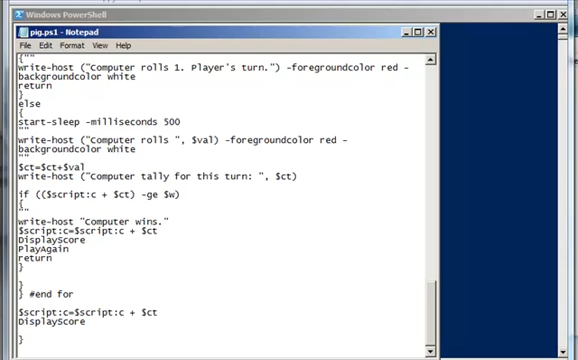 Windows PowerShell
pig.ps1 - Notepad
File Edit Format View Help
{""
write-host ("Computer rolls 1. Player's turn.") -foregroundcolor red -
backgroundcolor white
return
}
else
{
start-sleep -milliseconds 500
""
write-host ("Computer rolls ", $val) -foregroundcolor red -
backgroundcolor white
""
$ct=$ct+$val
write-host ("Computer tally for this turn: ", $ct)
if (($script:c + $ct) -ge $w)
{
""
write-host "Computer wins."
$script:c=$script:c + $ct
DisplayScore
PlayAgain
return
}
}
} #end for
$script:c=$script:c + $ct
DisplayScore
}